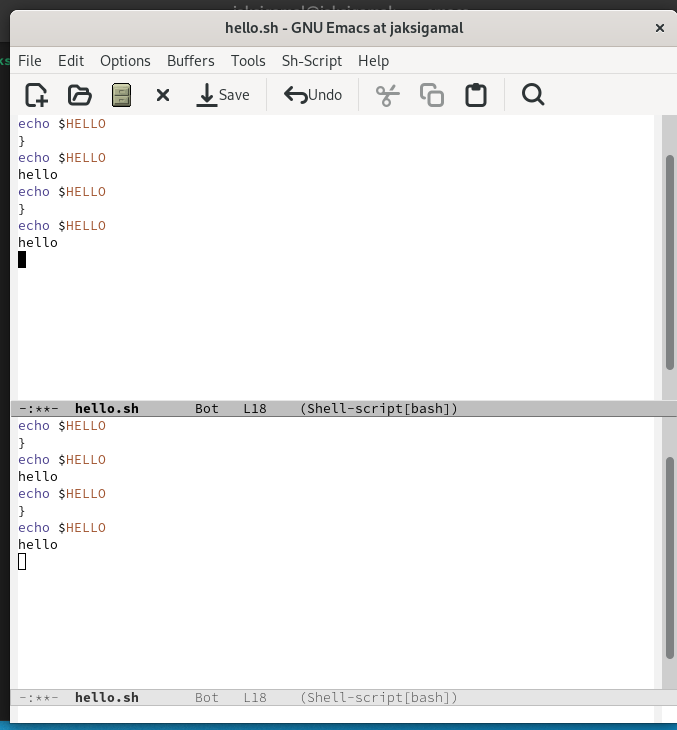 hello.sh - GNU Emacs at jaksigamal ×
File Edit Options Buffers Tools Sh-Script Help
Save Undo
echo $HELLO
}
echo $HELLO
hello
echo $HELLO
}
echo $HELLO
hello
-:**- hello.sh Bot L18 (Shell-script[bash])
echo $HELLO
}
echo $HELLO
hello
echo $HELLO
}
echo $HELLO
hello
-:**- hello.sh Bot L18 (Shell-script[bash])